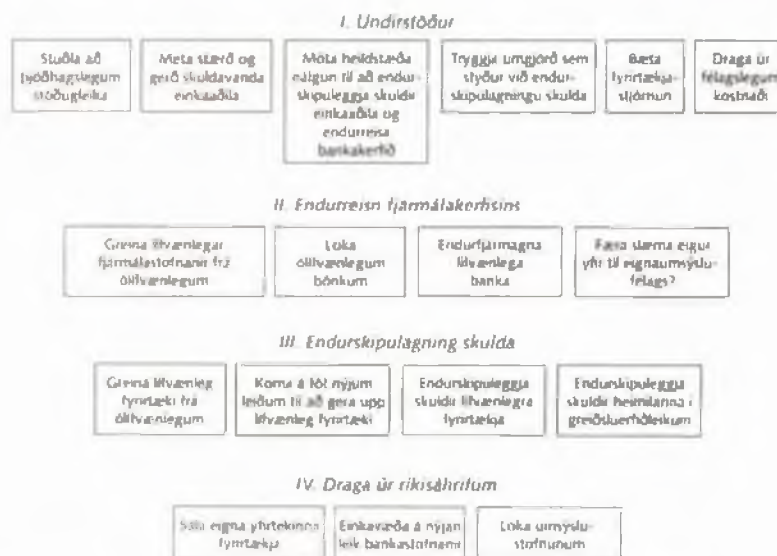 I. Undirstöður
Stuðla að
þjóðhagslegum
stöðugleika
Meta stærð og
gerð skuldavanda
einkaaðila
Móta heildstæða
nálgun til að endur-
skipuleggja skuldir
einkaaðila og
endurreisa
bankakerfið
Tryggja umgjörð sem
styður við endur-
skipulagningu skulda
Bæta
fyrirtækja-
stjórnun
Draga úr
félagslegum
kostnaði
II. Endurreisn fjármálakerfisins
Greina lífvænlegar
fjármálastofnanir frá
ólífvænlegum
Loka
ólífvænlegum
bönkum
Endurfjármagna
lífvænlega
banka
Færa slæma eigur
yfir til eignaumsýslu-
félags?
III. Endurskipulagning skulda
Greina lífvænleg
fyrirtæki frá
ólífvænlegum
Koma á fót nýjum
leiðum til að gera upp
lífvænleg fyrirtæki
Endurskipuleggja
skuldir lífvænlegra
fyrirtækja
Endurskipuleggja
skuldir heimilanna í
greiðsluerfiðleikum
IV. Draga úr ríkisáhrifum
Sala eigna yfirtekinna
fyrirtækja
Einkavæða á nýjan
leik bankastofnanir
Loka umsýslu-
stofnunum